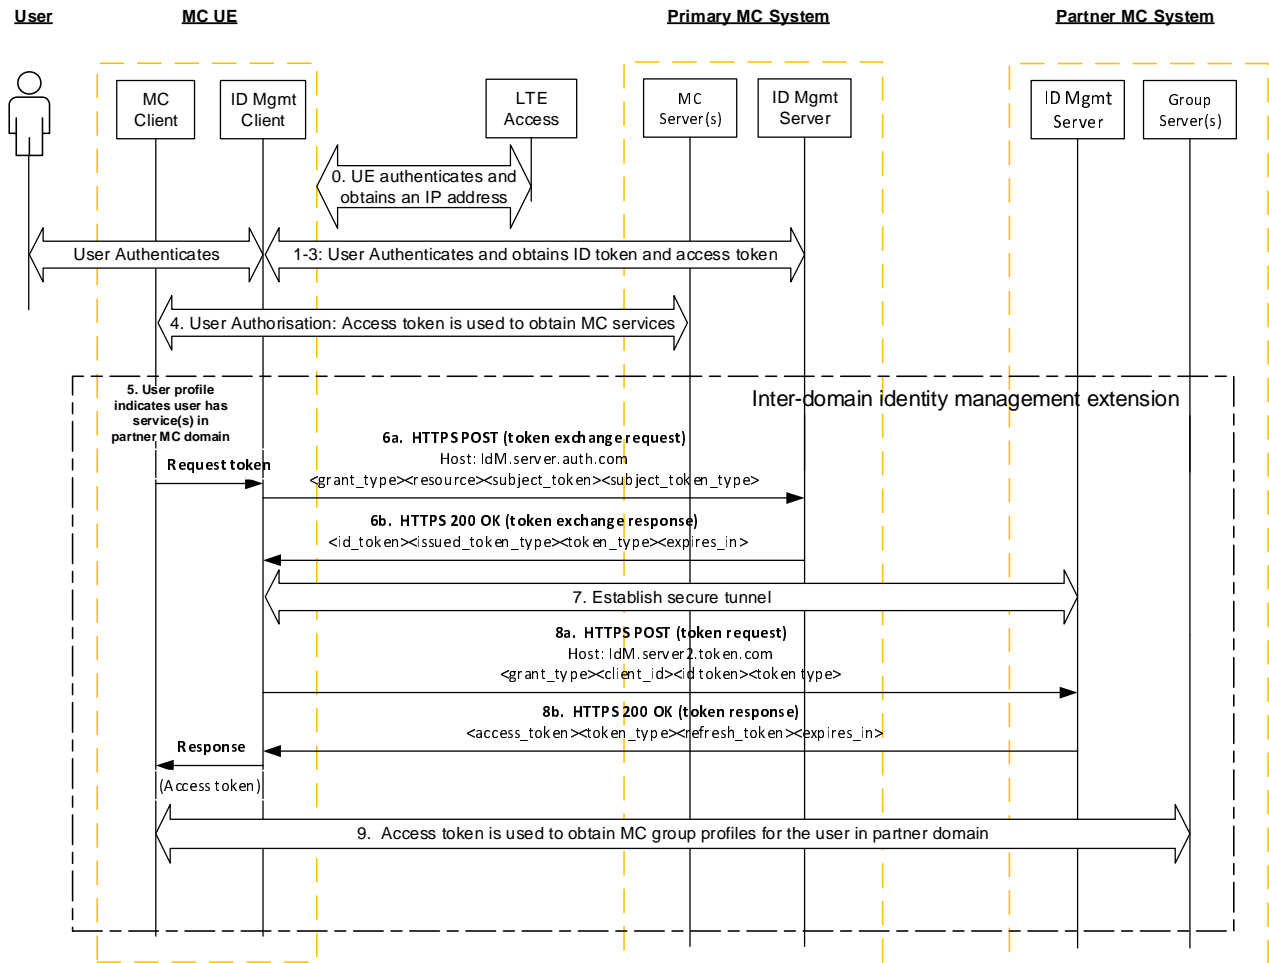 User
MC UE
Primary MC System
Partner MC System
MC
Client
ID Mgmt
Client
LTE
Access
MC
Server(s)
ID Mgmt
Server
ID Mgmt
Server
Group
Server(s)
0. UE authenticates and
obtains an IP address
User Authenticates
1-3: User Authenticates and obtains ID token and access token
4. User Authorisation: Access token is used to obtain MC services
5. User profile
indicates user has
service(s) in
partner MC domain
Inter-domain identity management extension
6a. HTTPS POST (token exchange request)
Host: IdM.server.auth.com
<grant_type><resource><subject_token><subject_token_type>
Request token
6b. HTTPS 200 OK (token exchange response)
<id_token><issued_token_type><token_type><expires_in>
7. Establish secure tunnel
8a. HTTPS POST (token request)
Host: IdM.server2.token.com
<grant_type><client_id><id token><token type>
8b. HTTPS 200 OK (token response)
<access_token><token_type><refresh_token><expires_in>
Response
(Access token)
9. Access token is used to obtain MC group profiles for the user in partner domain